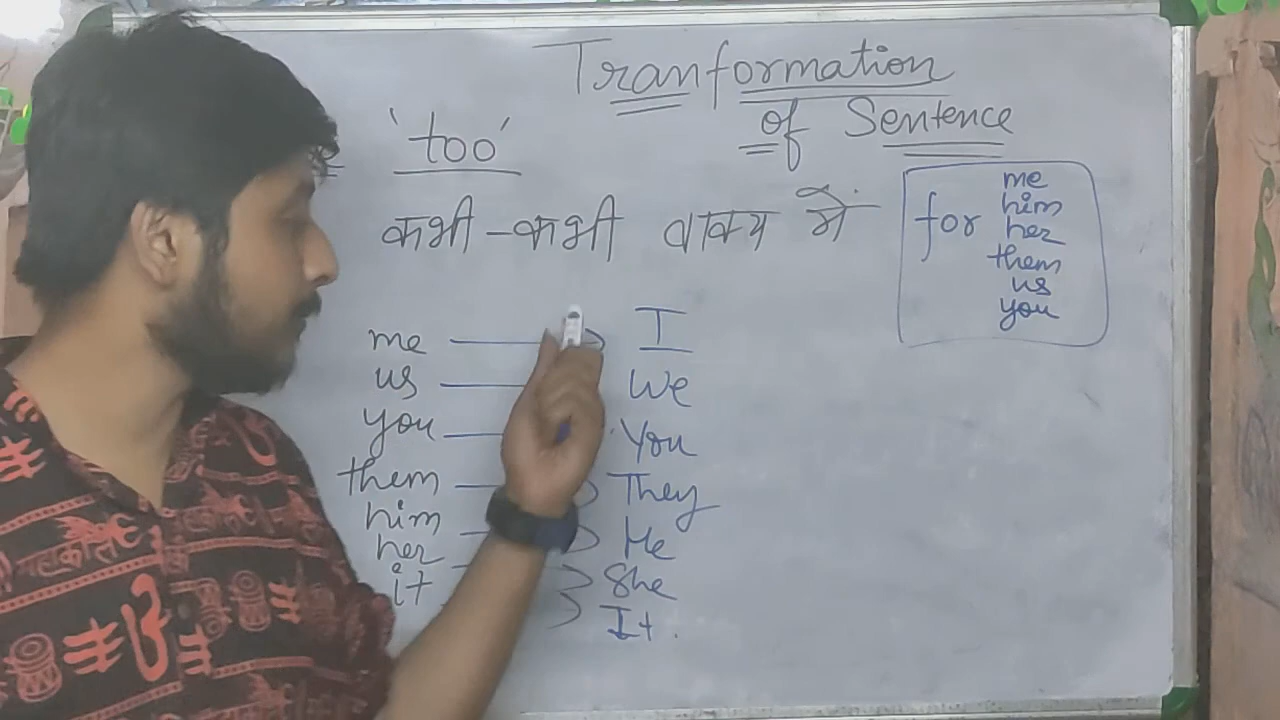 Tranformation
of Sentence
'too'
कभी-कभी वाक्य में
for me
him
her
them
us
you
me I
us We
you You
them They
him He
her She
it It.